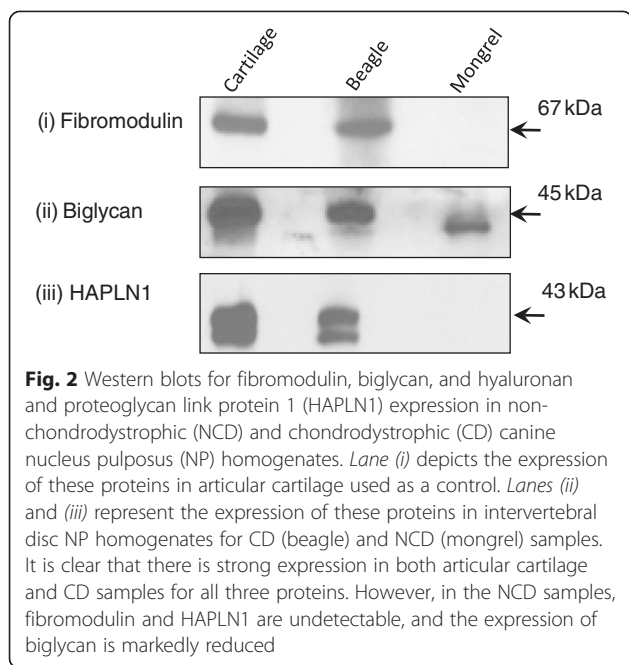 Cartilage Beagle Mongrel
(i) Fibromodulin 67 kDa
(ii) Biglycan 45 kDa
(iii) HAPLN1 43 kDa
Fig. 2 Western blots for fibromodulin, biglycan, and hyaluronan
and proteoglycan link protein 1 (HAPLN1) expression in non-
chondrodystrophic (NCD) and chondrodystrophic (CD) canine
nucleus pulposus (NP) homogenates. Lane (i) depicts the expression
of these proteins in articular cartilage used as a control. Lanes (ii)
and (iii) represent the expression of these proteins in intervertebral
disc NP homogenates for CD (beagle) and NCD (mongrel) samples.
It is clear that there is strong expression in both articular cartilage
and CD samples for all three proteins. However, in the NCD samples,
fibromodulin and HAPLN1 are undetectable, and the expression of
biglycan is markedly reduced